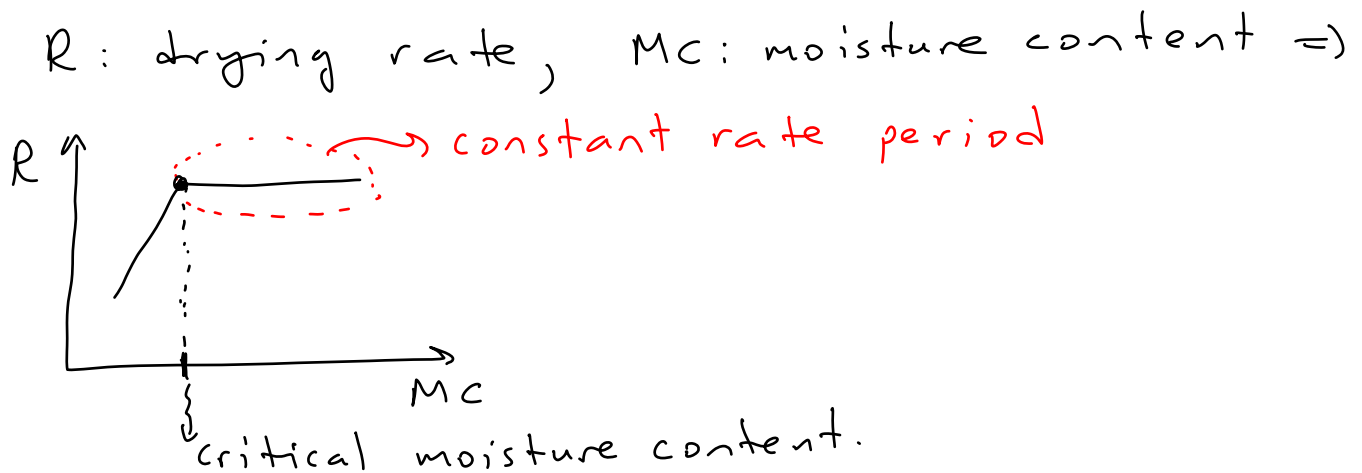 R: drying rate, MC: moisture content =>
constant rate period
R
MC
critical moisture content.